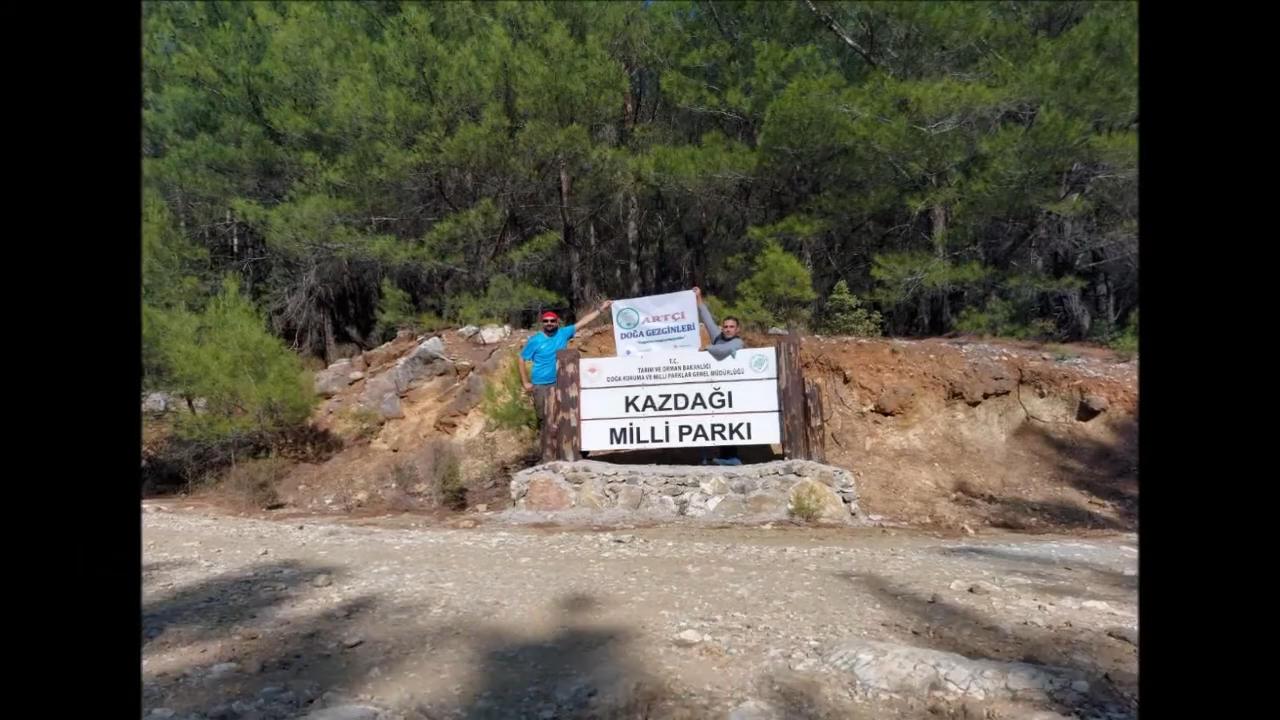 ARTÇI
DOĞA GEZGİNLERİ
T.C.
TARIM VE ORMAN BAKANLIĞI
DOĞA KORUMA VE MİLLİ PARKLAR GENEL MÜDÜRLÜĞÜ
KAZDAĞI
MİLLİ PARKI